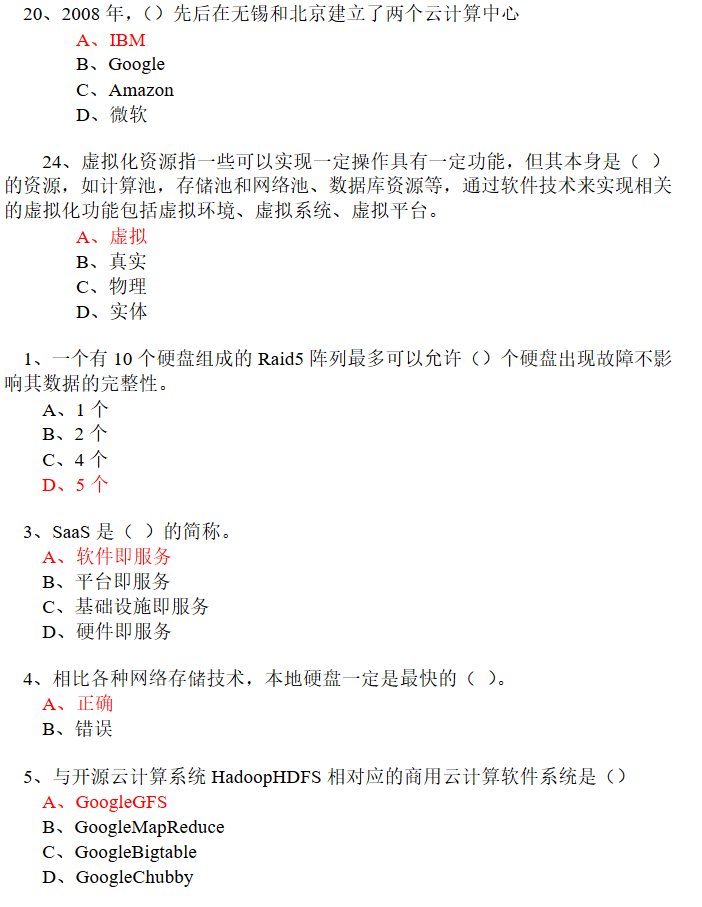 20、2008 年，（）先后在无锡和北京建立了两个云计算中心
A、IBM
B、Google
C、Amazon
D、微软
24、虚拟化资源指一些可以实现一定操作具有一定功能，但其本身是（ ）
的资源，如计算池，存储池和网络池、数据库资源等，通过软件技术来实现相关
的虚拟化功能包括虚拟环境、虚拟系统、虚拟平台。
A、虚拟
B、真实
C、物理
D、实体
1、一个有 10 个硬盘组成的 Raid5 阵列最多可以允许（）个硬盘出现故障不影
响其数据的完整性。
A、1 个
B、2 个
C、4 个
D、5 个
3、SaaS 是（ ）的简称。
A、软件即服务
B、平台即服务
C、基础设施即服务
D、硬件即服务
4、相比各种网络存储技术，本地硬盘一定是最快的（ ）。
A、正确
B、错误
5、与开源云计算系统 HadoopHDFS 相对应的商用云计算软件系统是（）
A、GoogleGFS
B、GoogleMapReduce
C、GoogleBigtable
D、GoogleChubby